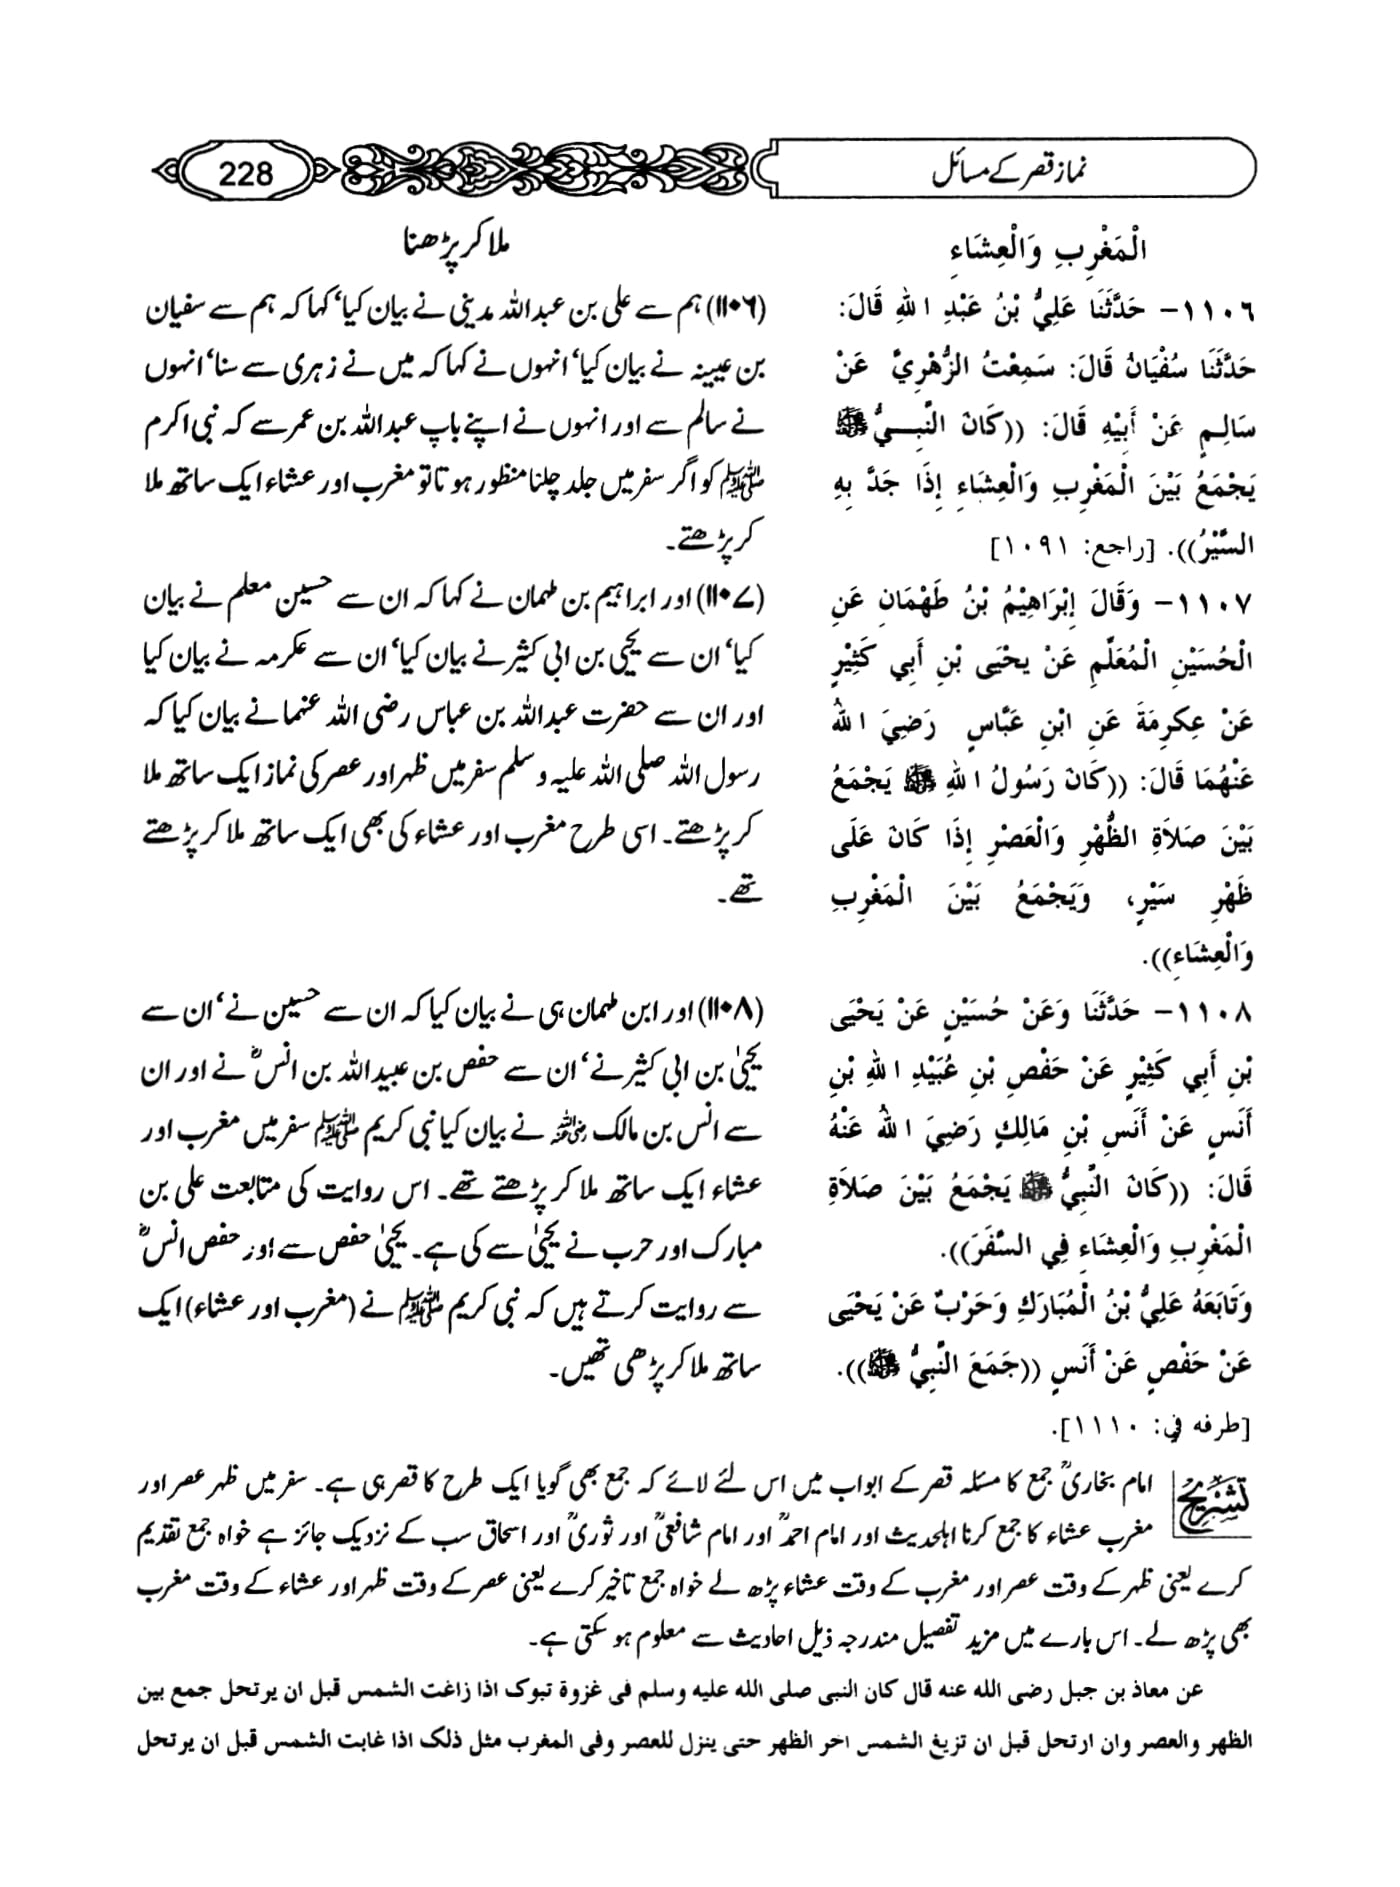 نماز قصر کے مسائل
228
الْمَغْرِبِ وَالْعِشَاءِ
١١٠٦- حَدَّثَنَا عَلِيُّ بْنُ عَبْدِ اللهِ قَالَ:
حَدَّثَنَا سُفْيَانُ قَالَ: سَمِعْتُ الزُّهْرِيَّ عَنْ
سَالِمٍ عَنْ أَبِيْهِ قَالَ: ((كَانَ النَّبِيُّ ﷺ
يَجْمَعُ بَيْنَ الْمَغْرِبِ وَالْعِشَاءِ إِذَا جَدَّ بِهِ
السَّيْرُ)). [راجع: ١٠٩١]
١١٠٧- وَقَالَ إِبْرَاهِيْمُ بْنُ طَهْمَانِ عَنِ
الْحُسَيْنِ الْمُعَلِّمِ عَنْ يَحْيَى بْنِ أَبِي كَثِيْرٍ
عَنْ عِكرِمَةَ عَنِ ابْنِ عَبَّاسٍ رَضِيَ اللهُ
عَنْهُمَا قَالَ: ((كَانَ رَسُولُ اللهِ ﷺ يَجْمَعُ
بَيْنَ صَلاَةِ الظُّهْرِ وَالْعَصْرِ إِذَا كَانَ عَلَى
ظَهْرِ سَيْرٍ، وَيَجْمَعُ بَيْنَ الْمَغْرِبِ
وَالْعِشَاءِ)).
١١٠٨- حَدَّثَنَا وَعَنْ حُسَيْنٍ عَنْ يَحْيَى
بْنِ أَبِي كَثِيْرٍ عَنْ حَفْصِ بْنِ عُبَيْدِ اللهِ بْنِ
أَنَسٍ عَنْ أَنَسِ بْنِ مَالِكٍ رَضِيَ اللهُ عَنْهُ
قَالَ: ((كَانَ النَّبِيُّ ﷺ يَجْمَعُ بَيْنَ صَلاَةِ
الْمَغْرِبِ وَالْعِشَاءِ فِي السَّفَرِ)).
وَتَابَعَهُ عَلِيُّ بْنُ الْمُبَارَكِ وَحَرْبٌ عَنْ يَحْيَى
عَنْ حَفْصٍ عَنْ أَنَسٍ ((جَمَعَ النَّبِيُّ ﷺ)).
[طرفه في: ١١١٠].
ملا کر پڑھنا
(۱۱۰۶) ہم سے علی بن عبداللہ مدینی نے بیان کیا‘ کہا کہ ہم سے سفیان
بن عیینہ نے بیان کیا‘ انہوں نے کہا کہ میں نے زہری سے سنا‘ انہوں
نے سالم سے اور انہوں نے اپنے باپ عبداللہ بن عمر سے کہ نبی اکرم
ﷺ کو اگر سفر میں جلد چلنا منظور ہوتا تو مغرب اور عشاء ایک ساتھ ملا
کر پڑھتے۔
(۱۱۰۷) اور ابراہیم بن طہمان نے کہا کہ ان سے حسین معلم نے بیان
کیا‘ ان سے یحییٰ بن ابی کثیر نے بیان کیا‘ ان سے عکرمہ نے بیان کیا
اور ان سے حضرت عبداللہ بن عباس رضی اللہ عنہما نے بیان کیا کہ
رسول اللہ صلی اللہ علیہ و سلم سفر میں ظہر اور عصر کی نماز ایک ساتھ ملا
کر پڑھتے۔ اسی طرح مغرب اور عشاء کی بھی ایک ساتھ ملا کر پڑھتے
تھے۔
(۱۱۰۸) اور ابن طہمان ہی نے بیان کیا کہ ان سے حسین نے‘ ان سے
یحییٰ بن ابی کثیر نے‘ ان سے حفص بن عبید اللہ بن انسؓ نے اور ان
سے انس بن مالک رضی اللہ عنہ نے بیان کیا نبی کریم ﷺ سفر میں مغرب اور
عشاء ایک ساتھ ملا کر پڑھتے تھے۔ اس روایت کی متابعت علی بن
مبارک اور حرب نے یحییٰ سے کی ہے۔ یحییٰ حفص سے اور حفص انسؓ
سے روایت کرتے ہیں کہ نبی کریم ﷺ نے (مغرب اور عشاء) ایک
ساتھ ملا کر پڑھی تھیں۔
تشریح امام بخاریؒ جمع کا مسئلہ قصر کے ابواب میں اس لئے لائے کہ جمع بھی گویا ایک طرح کا قصر ہی ہے۔ سفر میں ظہر عصر اور
مغرب عشاء کا جمع کرنا اہلحدیث اور امام احمدؒ اور امام شافعیؒ اور ثوریؒ اور اسحاق سب کے نزدیک جائز ہے خواہ جمع تقدیم
کرے یعنی ظہر کے وقت عصر اور مغرب کے وقت عشاء پڑھ لے خواہ جمع تاخیر کرے یعنی عصر کے وقت ظہر اور عشاء کے وقت مغرب
بھی پڑھ لے۔ اس بارے میں مزید تفصیل مندرجہ ذیل احادیث سے معلوم ہو سکتی ہے۔
عن معاذ بن جبل رضی الله عنه قال کان النبی صلی الله علیه وسلم فی غزوة تبوک اذا زاغت الشمس قبل ان یرتحل جمع بین
الظهر والعصر وان ارتحل قبل ان تزیغ الشمس اخر الظهر حتی ینزل للعصر وفی المغرب مثل ذلک اذا غابت الشمس قبل ان یرتحل